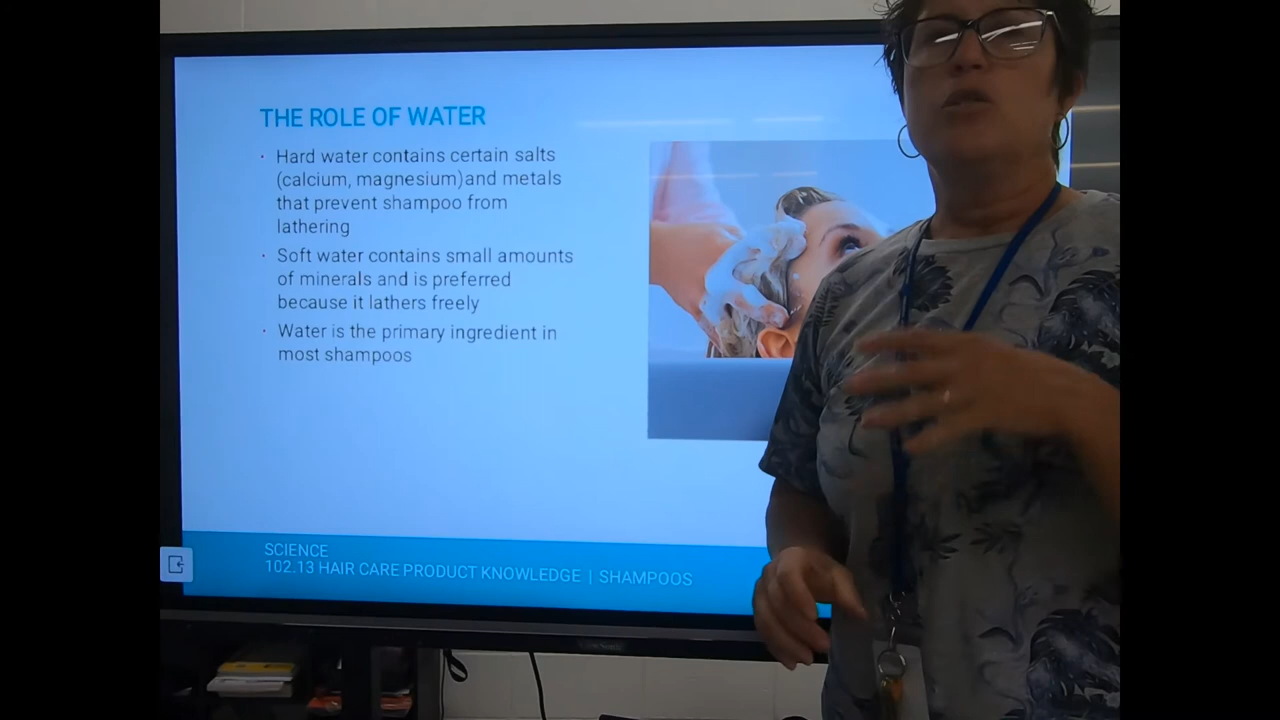 THE ROLE OF WATER
• Hard water contains certain salts
(calcium, magnesium)and metals
that prevent shampoo from
lathering
• Soft water contains small amounts
of minerals and is preferred
because it lathers freely
• Water is the primary ingredient in
most shampoos
SCIENCE
102.13 HAIR CARE PRODUCT KNOWLEDGE | SHAMPOOS